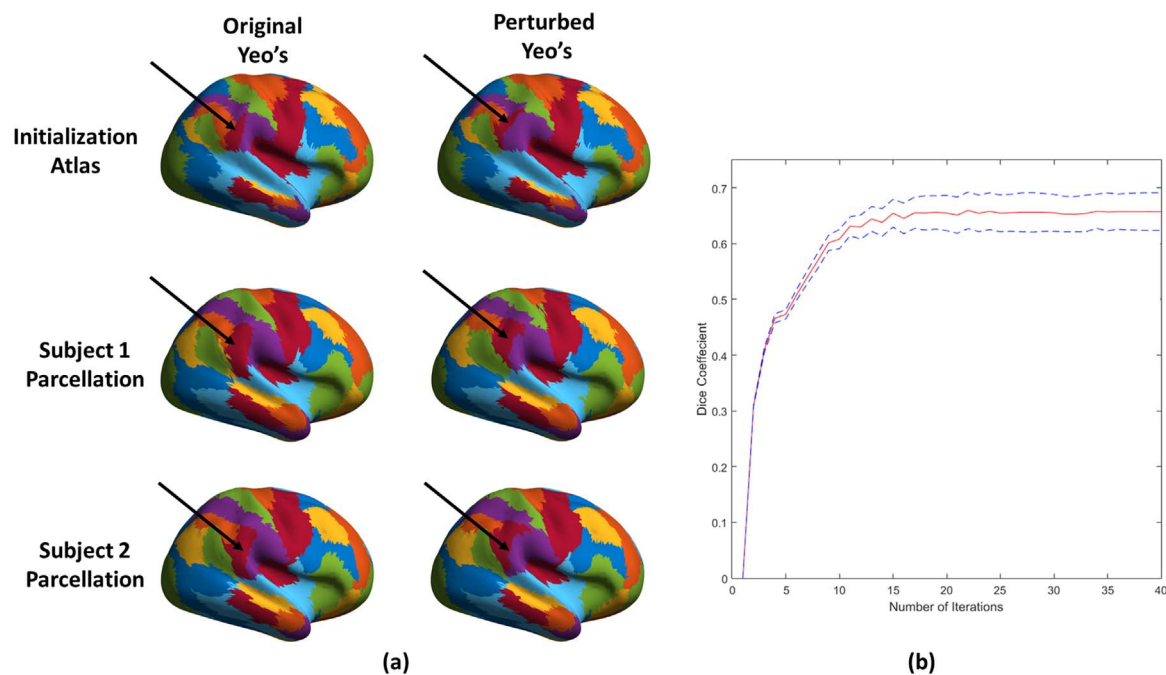 Original
Yeo's
Perturbed
Yeo's
Initialization
Atlas
Subject 1
Parcellation
Subject 2
Parcellation
(a)
Dice Coeffecient
0.7
0.6
0.5
0.4
0.3
0.2
0.1
0
0 5 10 15 20 25 30 35 40
Number of Iterations
(b)